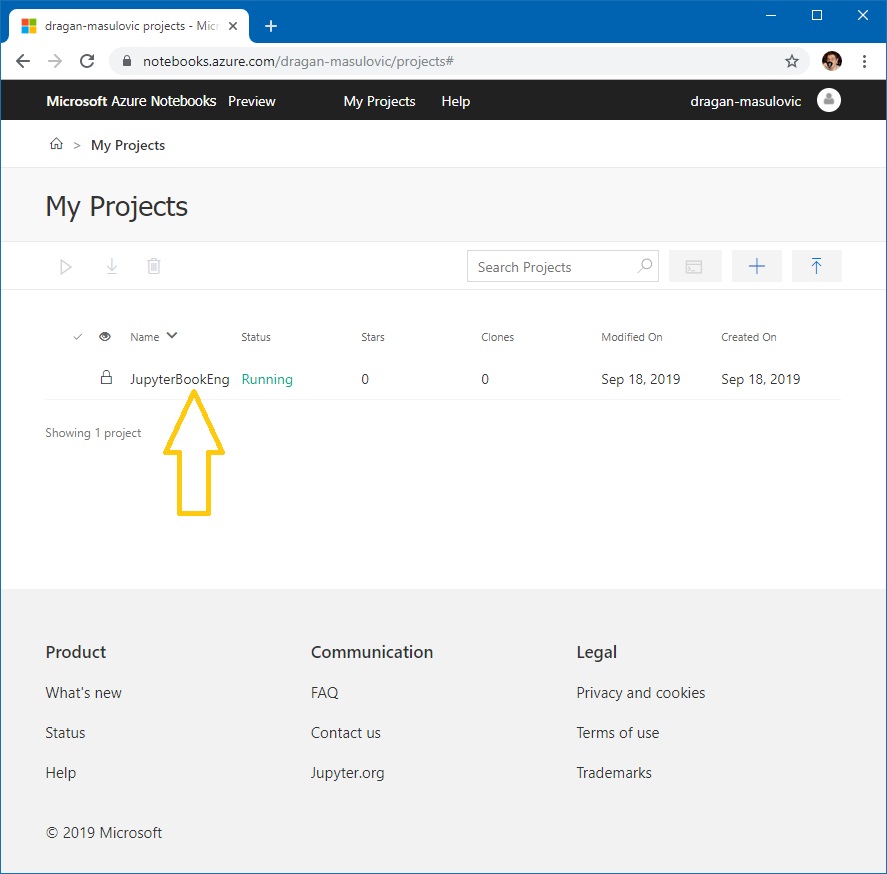 dragan-masulovic projects - Micr
notebooks.azure.com/dragan-masulovic/projects#
Microsoft Azure Notebooks Preview My Projects Help dragan-masulovic
> My Projects
My Projects
Search Projects
Name Status Stars Clones Modified On Created On
JupyterBookEng Running 0 0 Sep 18, 2019 Sep 18, 2019
Showing 1 project
Product Communication Legal
What's new FAQ Privacy and cookies
Status Contact us Terms of use
Help Jupyter.org Trademarks
© 2019 Microsoft